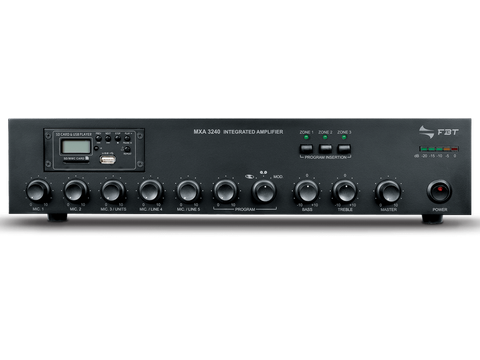 SD CARD & USB PLAYER
MXA 3240 INTEGRATED AMPLIFIER
ZONE 1 ZONE 2 ZONE 3
PROGRAM INSERTION
FBT
MIC. 1 MIC. 2 MIC. 3 / UNITS MIC / LINE 4 MIC / LINE 5 PROGRAM MOD. BASS TREBLE MASTER POWER